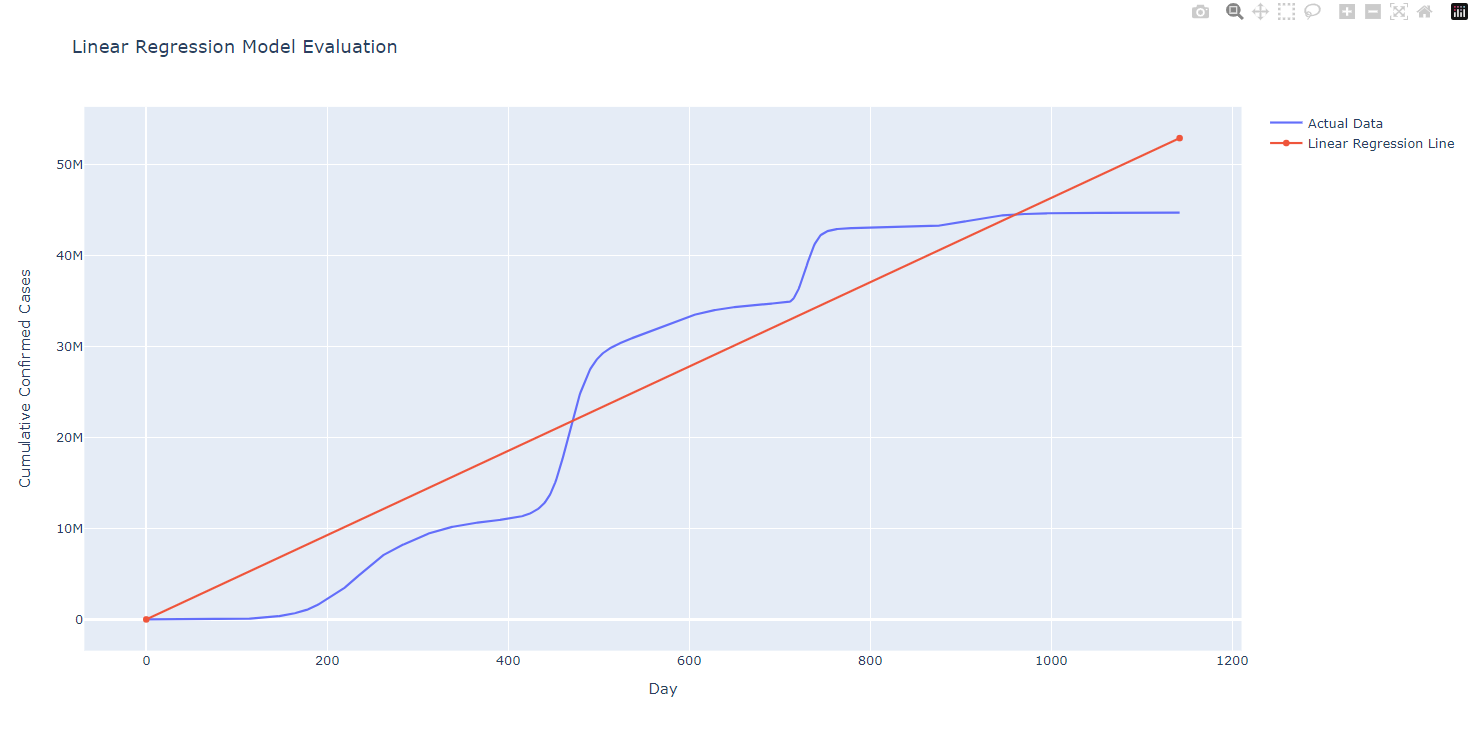 Linear Regression Model Evaluation
Actual Data
Linear Regression Line
50M
40M
30M
20M
10M
0
Cumulative Confirmed Cases
0 200 400 600 800 1000 1200
Day